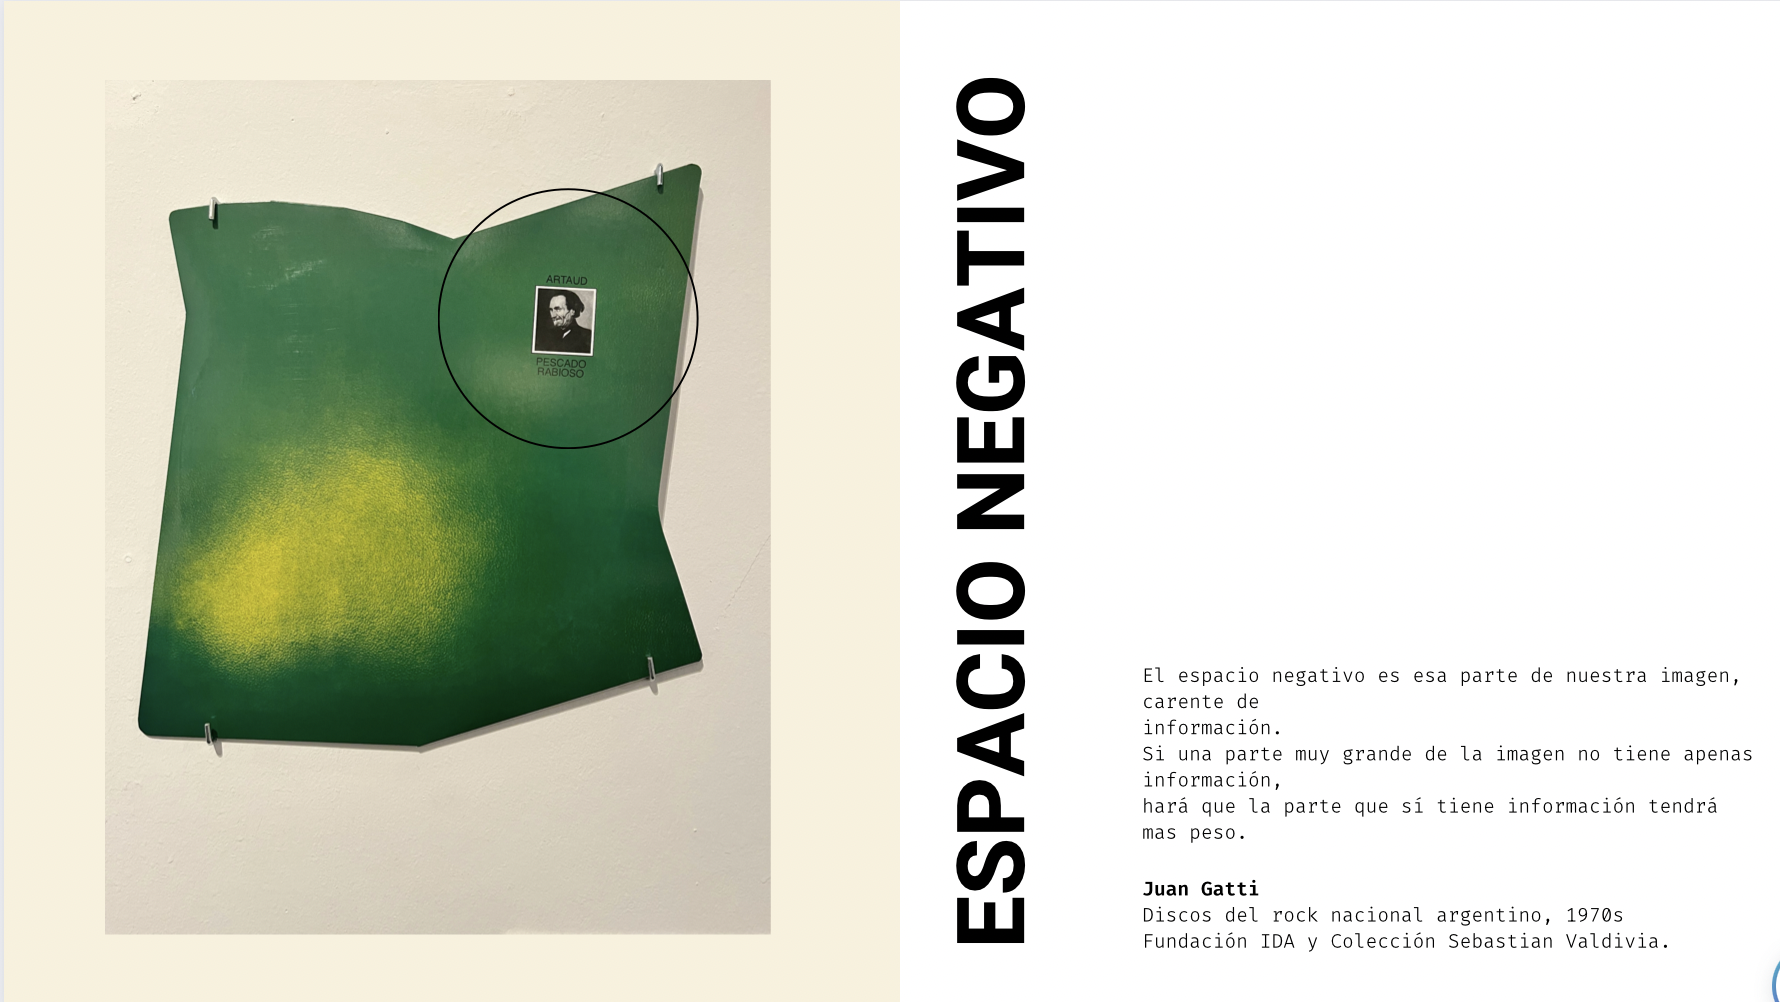 ARTAUD
PESCADO
RABIOSO
ESPACIO NEGATIVO
El espacio negativo es esa parte de nuestra imagen,
carente de
información.
Si una parte muy grande de la imagen no tiene apenas
información,
hará que la parte que sí tiene información tendrá
mas peso.
Juan Gatti
Discos del rock nacional argentino, 1970s
Fundación IDA y Colección Sebastian Valdivia.